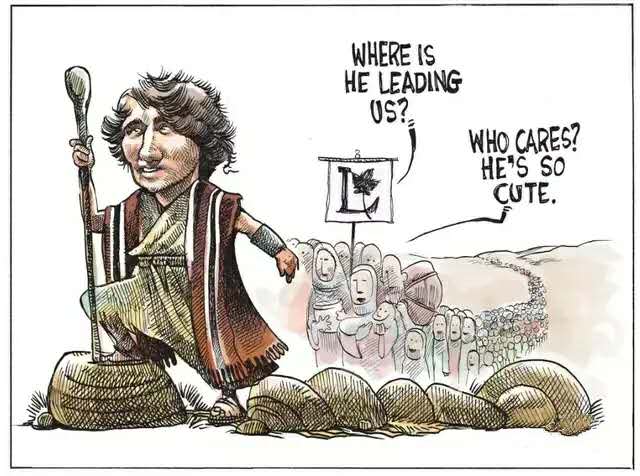 WHERE IS
HE LEADING
US?
WHO CARES?
HE'S SO
CUTE.
L